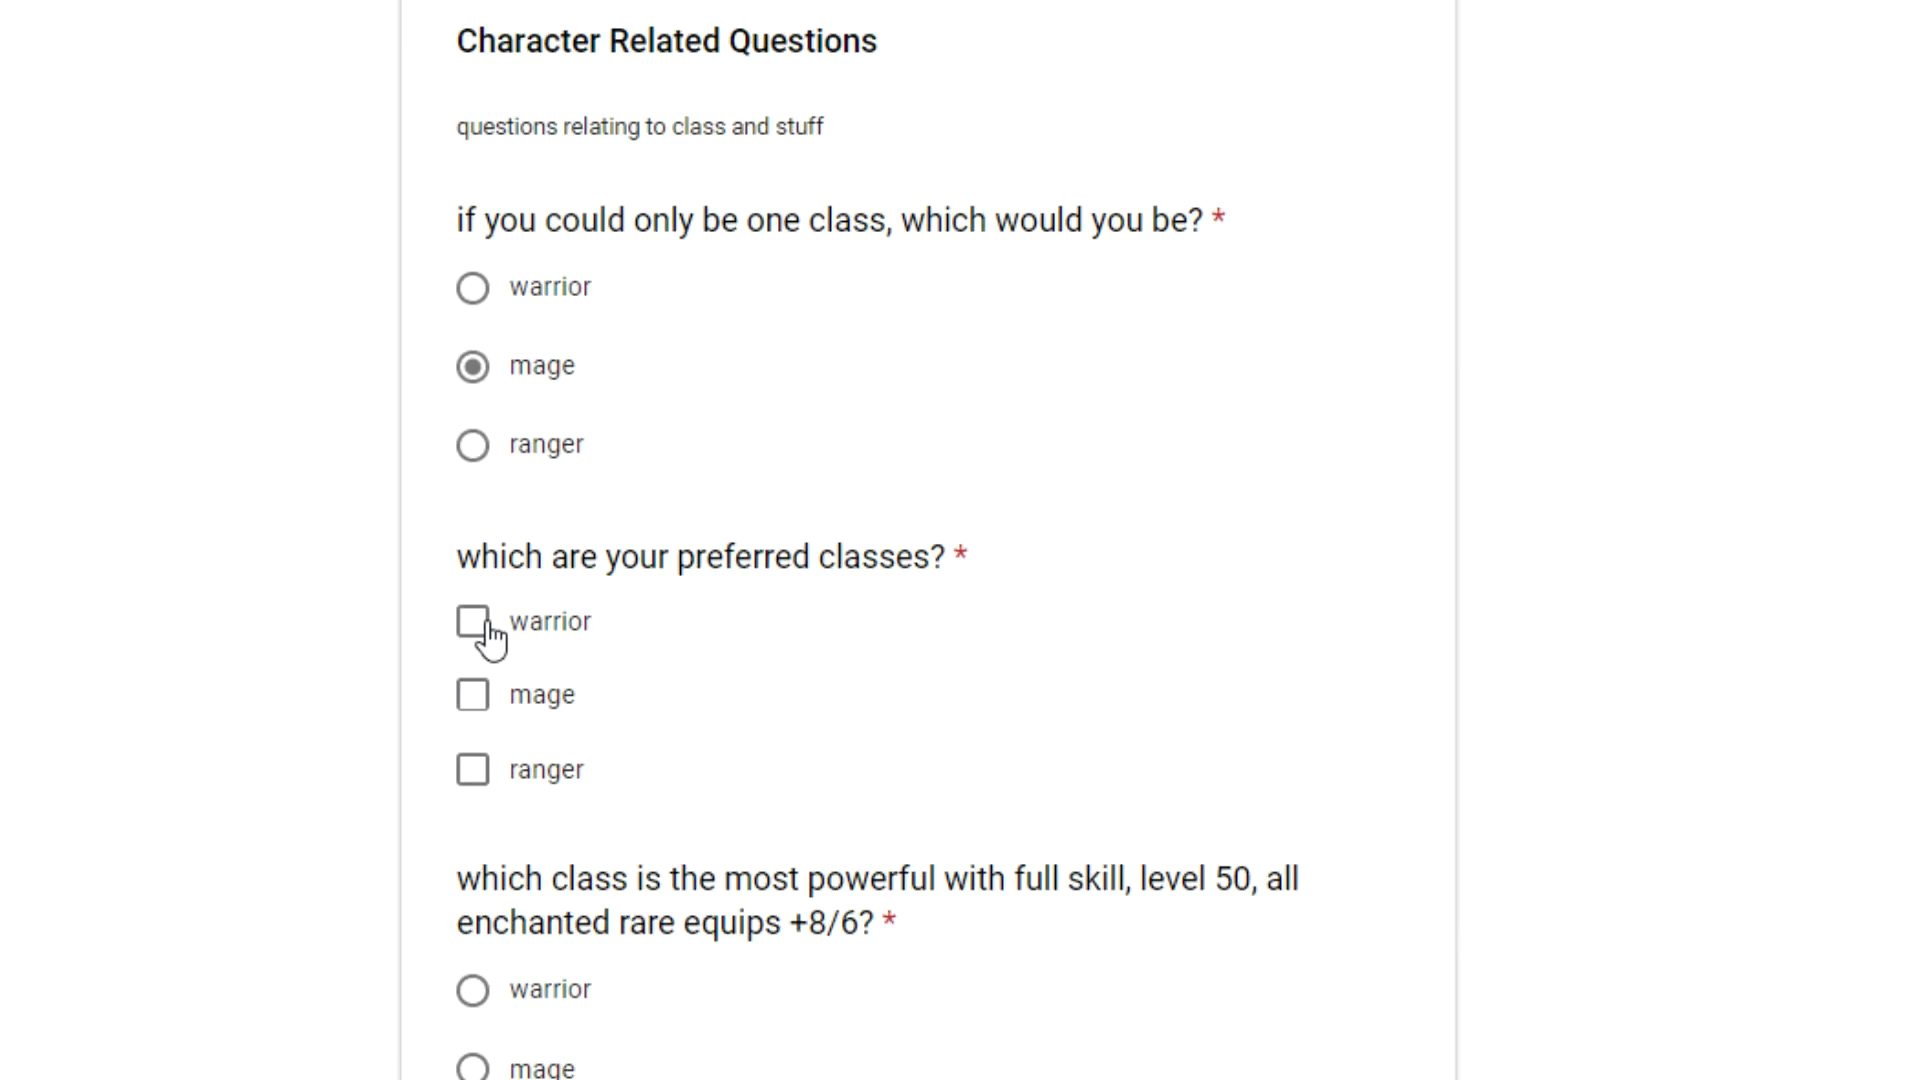 Character Related Questions
questions relating to class and stuff
if you could only be one class, which would you be? *
warrior
mage
ranger
which are your preferred classes? *
warrior
mage
ranger
which class is the most powerful with full skill, level 50, all
enchanted rare equips +8/6? *
warrior
mage